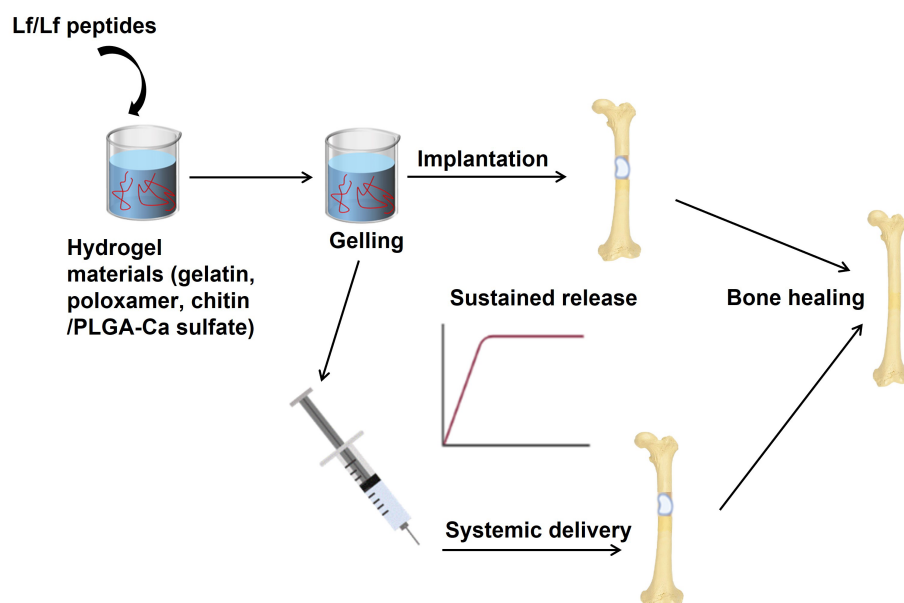 Lf/Lf peptides
Implantation
Gelling
Hydrogel
materials (gelatin,
poloxamer, chitin
/PLGA-Ca sulfate)
Sustained release
Bone healing
Systemic delivery